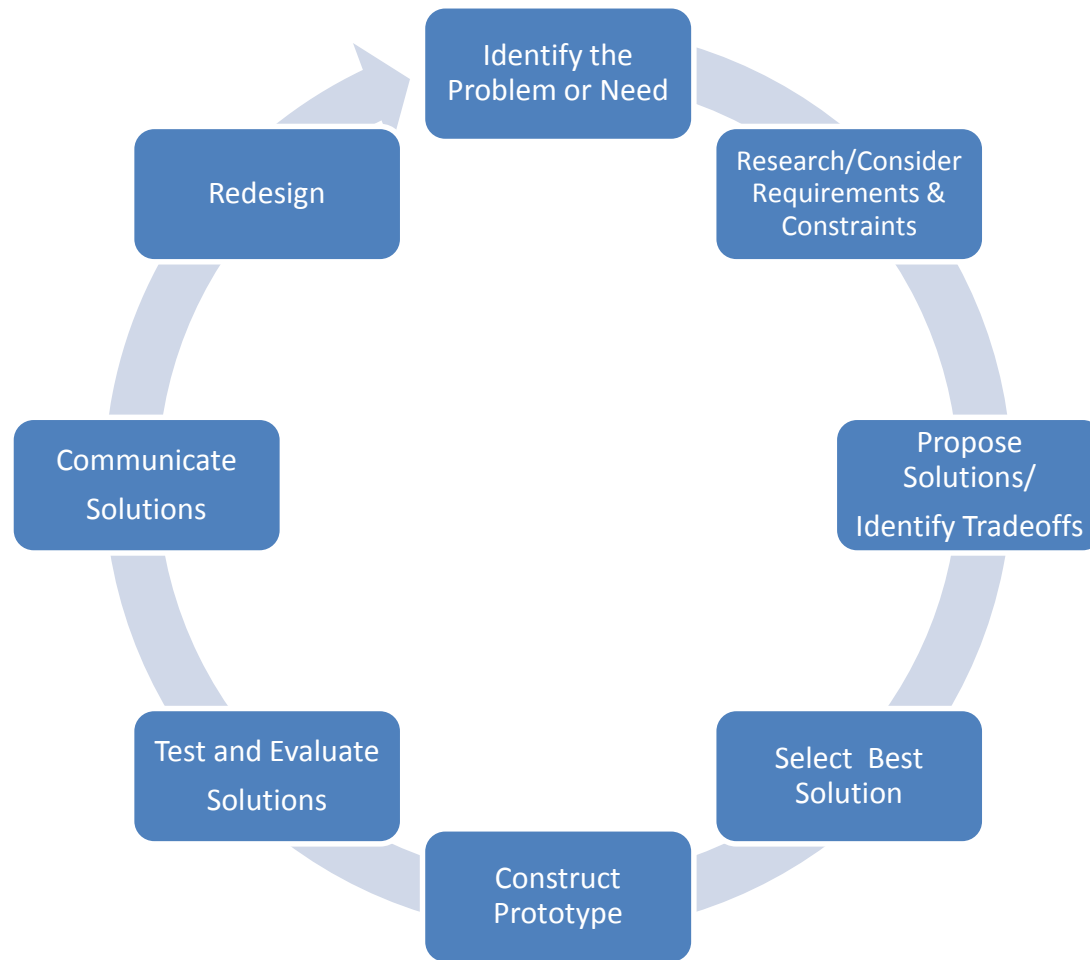 Identify the
Problem or Need
Research/Consider
Requirements &
Constraints
Propose
Solutions/
Identify Tradeoffs
Select Best
Solution
Construct
Prototype
Test and Evaluate
Solutions
Communicate
Solutions
Redesign